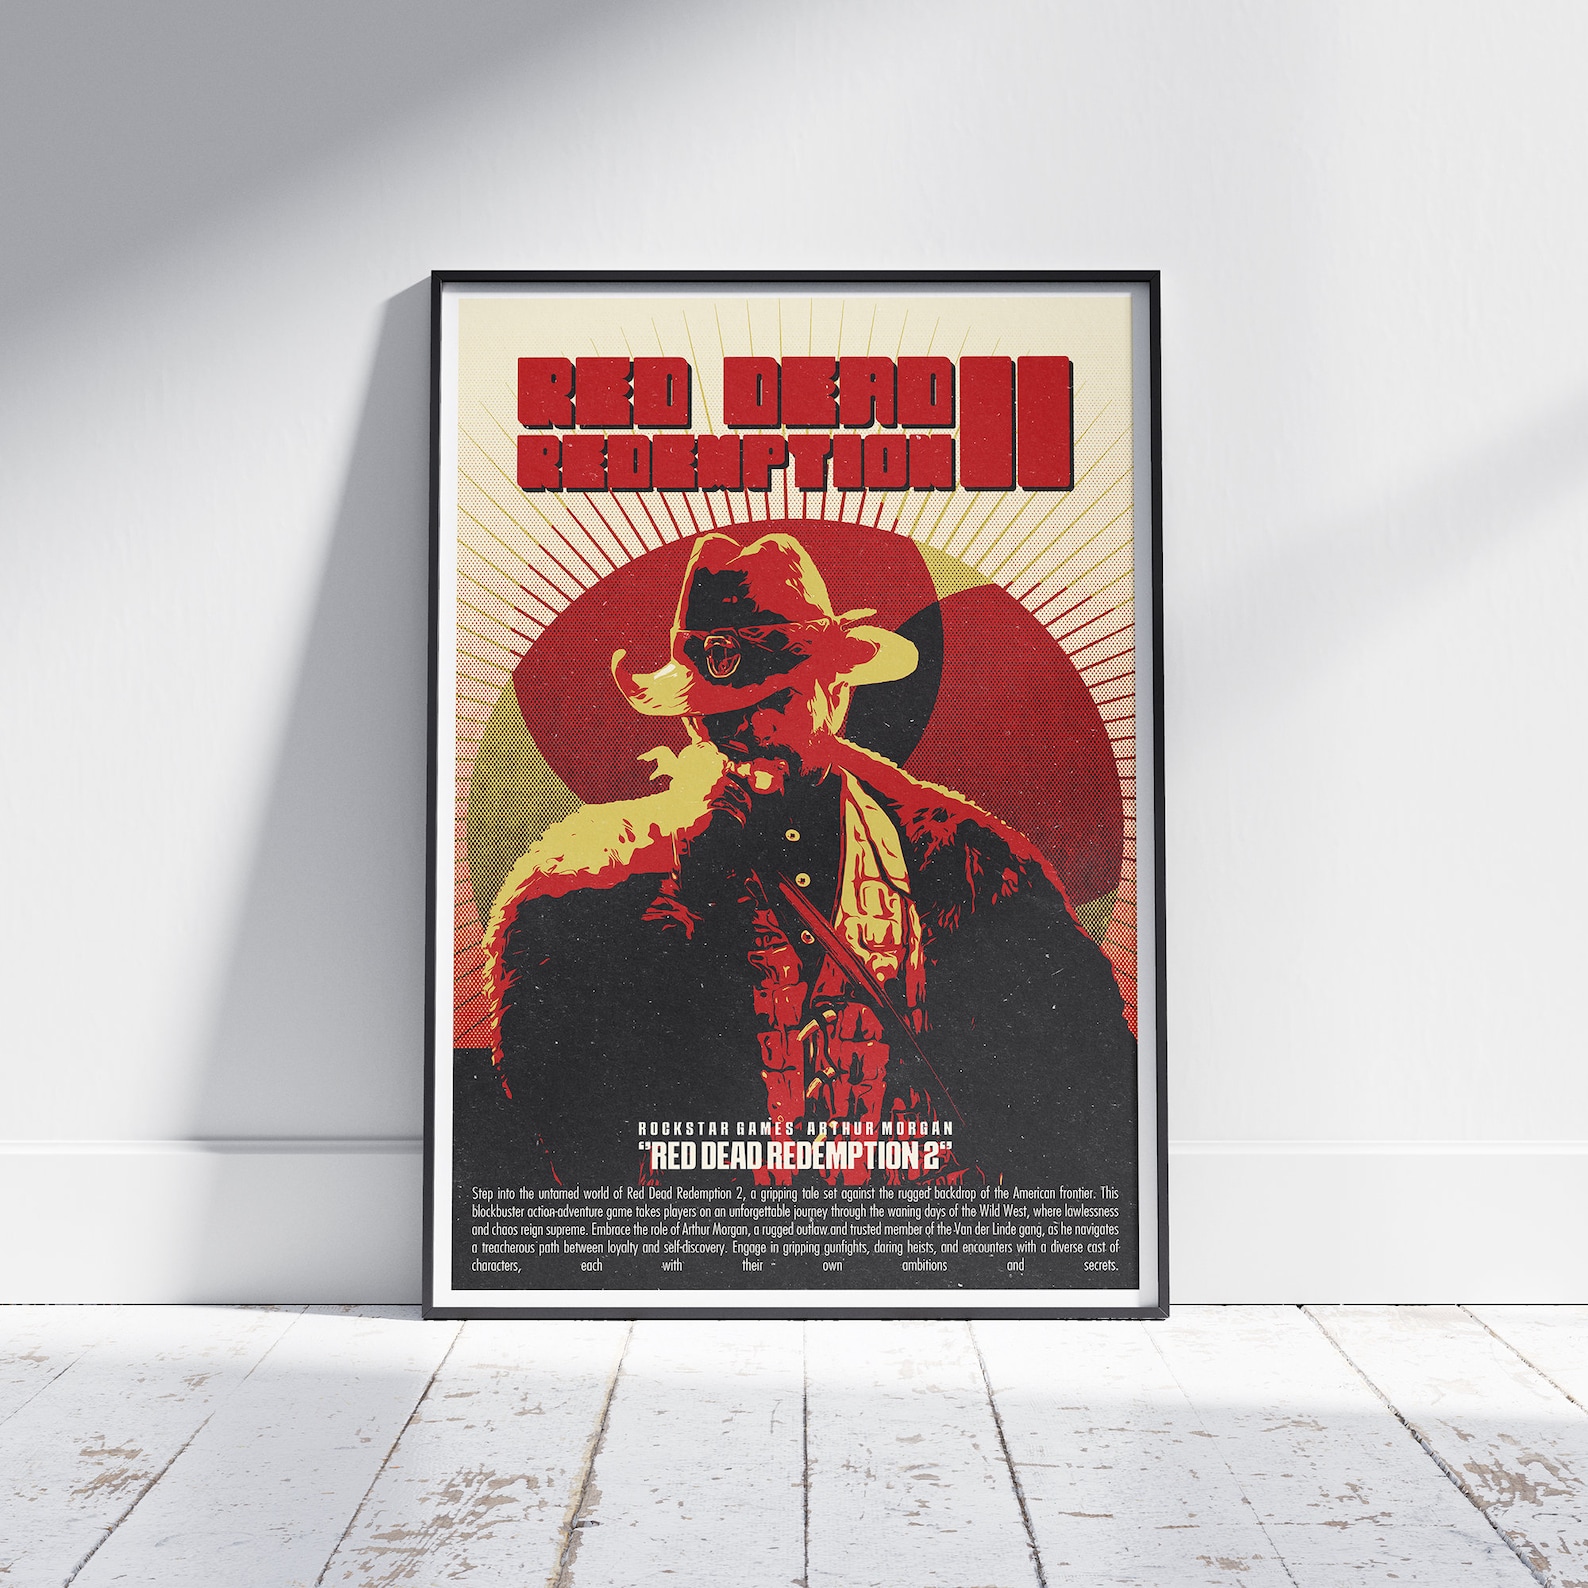 RED DEAD II
REDEMPTION
ROCKSTAR GAMES ARTHUR MORGAN
"RED DEAD REDEMPTION 2"
Step into the untamed world of Red Dead Redemption 2, a gripping tale set against the rugged backdrop of the American frontier. This
blockbuster action-adventure game takes players on an unforgettable journey through the waning days of the Wild West, where lawlessness
and chaos reign supreme. Embrace the role of Arthur Morgan, a rugged outlaw and trusted member of the Van der Linde gang, as he navigates
a treacherous path between loyalty and self-discovery. Engage in gripping gunfights, daring heists, and encounters with a diverse cast of
characters, each with their own ambitions and secrets.